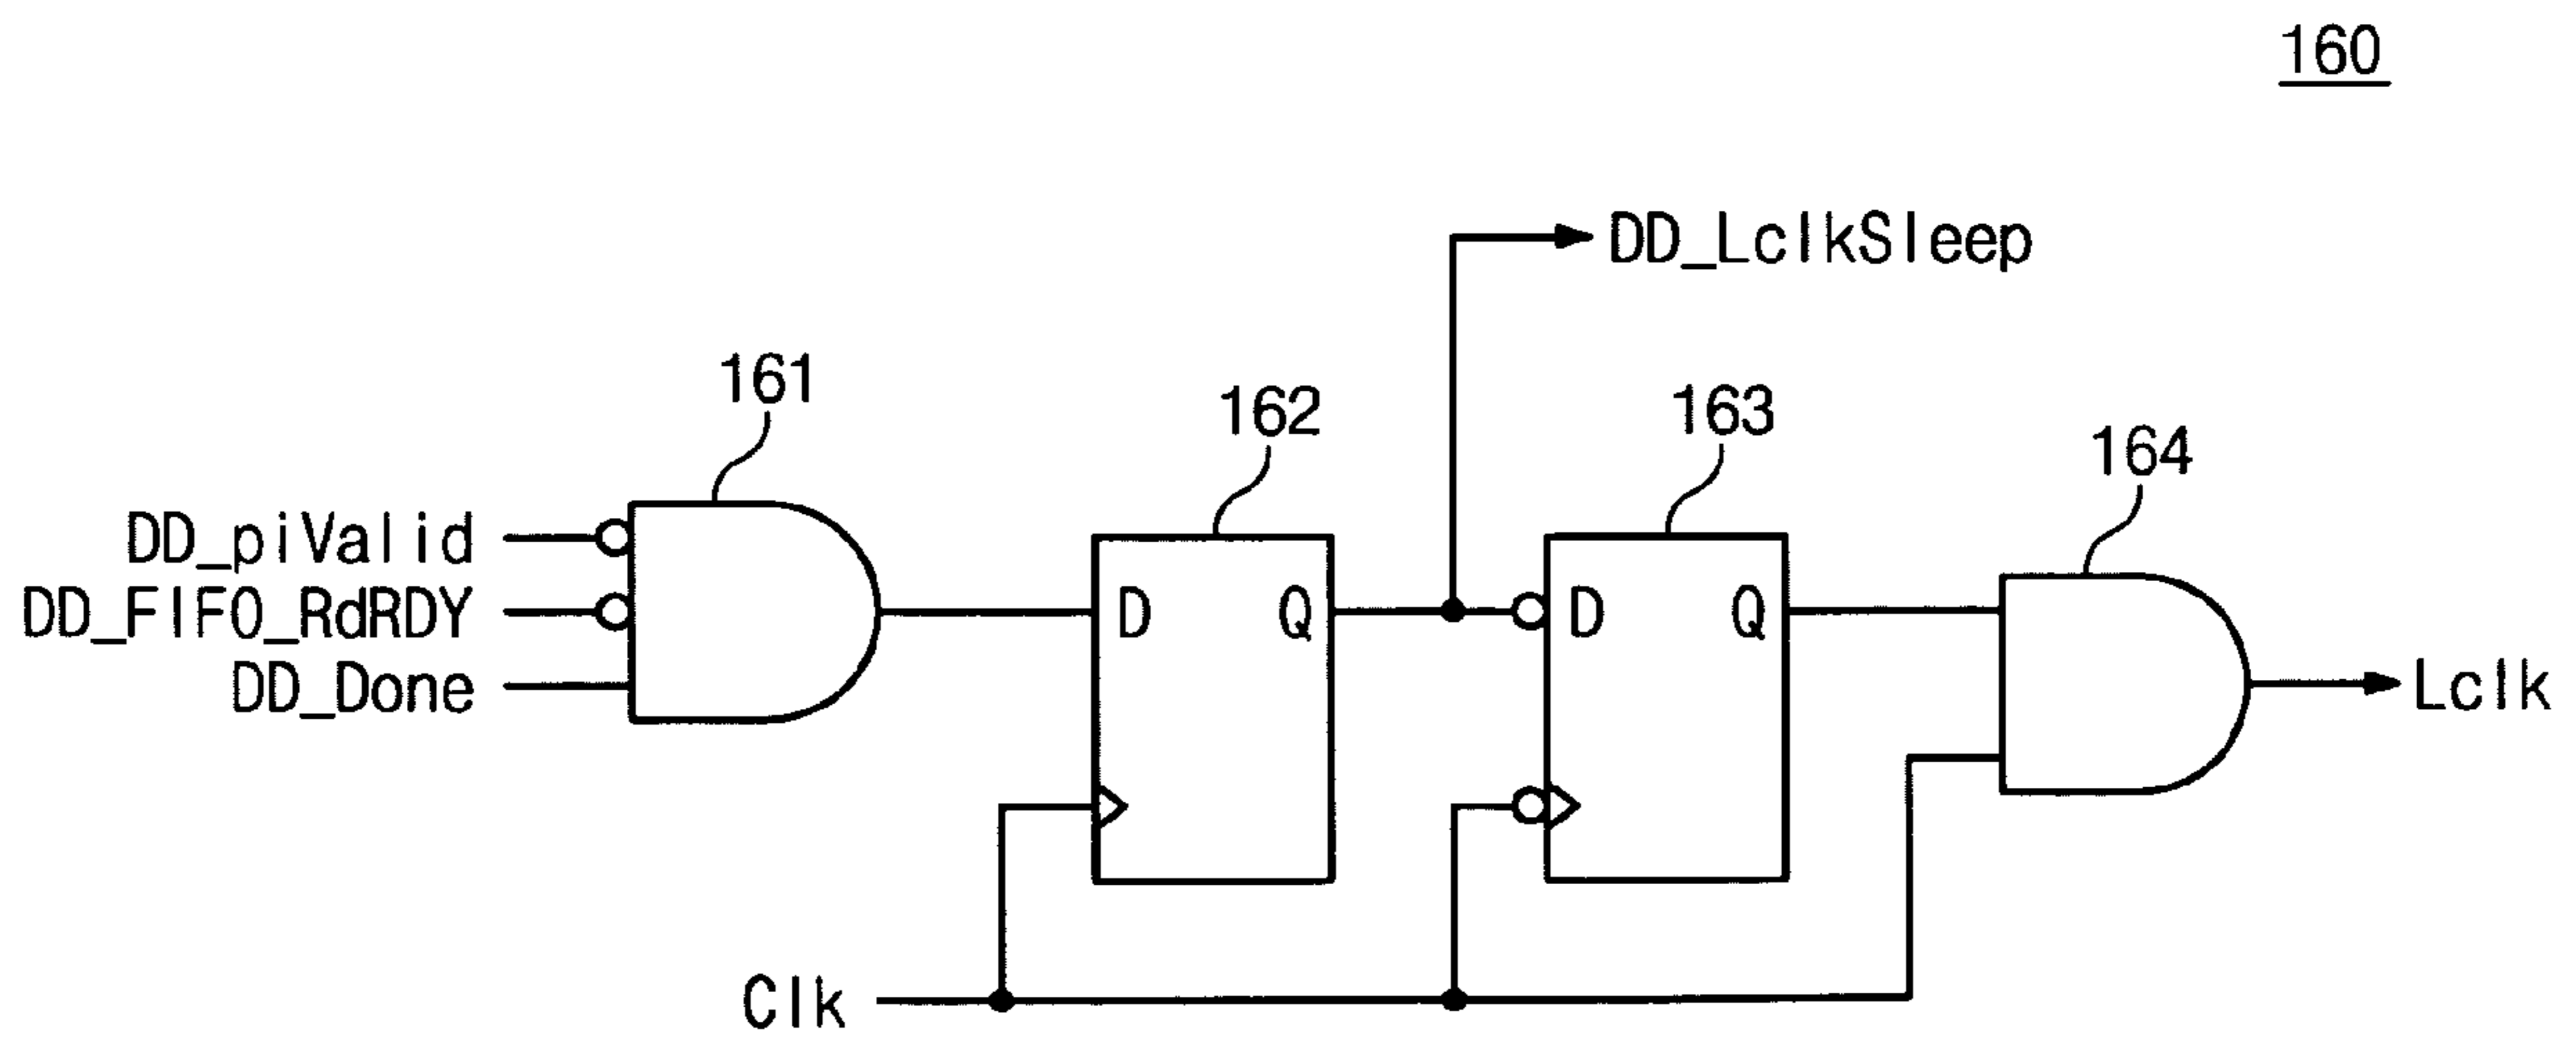 160
DD_LclkSleep
161
162
163
164
DD_piValid
DD_FIFO_RdRDY
DD_Done
D Q
D Q
Lclk
Clk